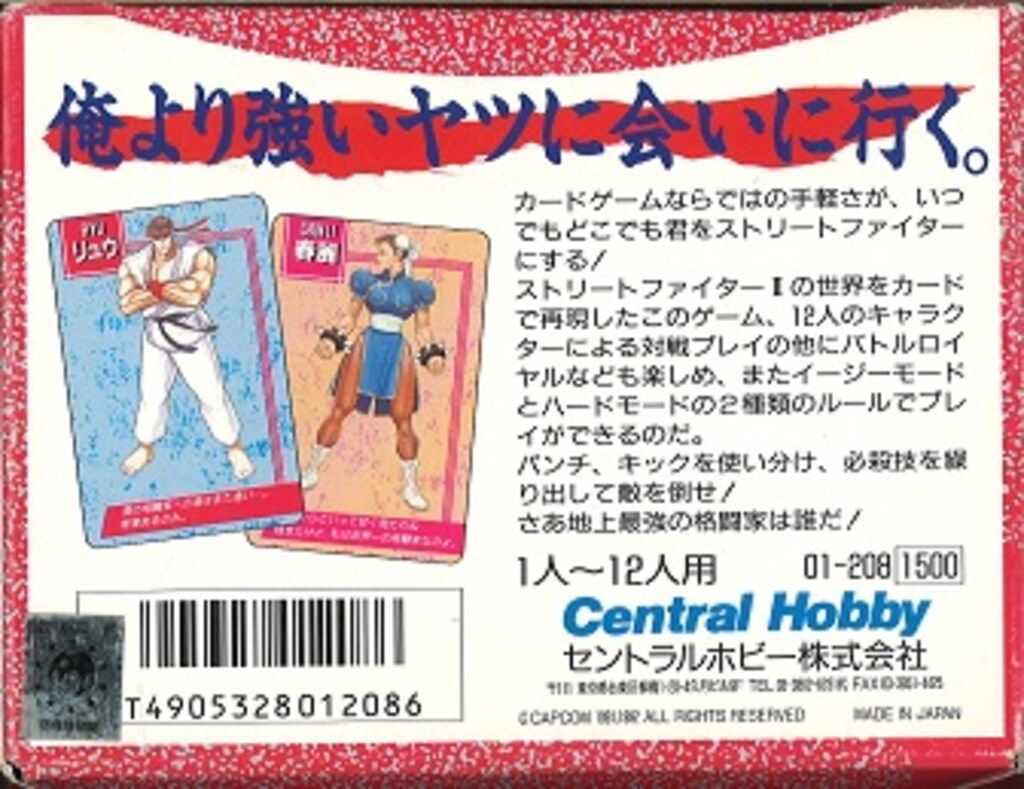 俺より強いヤツに会いに行く。
RYU
リュウ
春麗
カードゲームならではの手軽さが、いつ
でもどこでも君をストリートファイター
にする!
ストリートファイターⅡの世界をカード
で再現したこのゲーム、12人のキャラク
ターによる対戦プレイの他にバトルロイ
ヤルなども楽しめ、またイージーモード
とハードモードの2種類のルールでプレ
イができるのだ。
パンチ、キックを使い分け、必殺技を繰
り出して敵を倒せ!
さあ地上最強の格闘家は誰だ!
1人~12人用 01-208 1500
Central Hobby
セントラルホビー株式会社
TEL FAX
T4905328012086
©CAPCOM ALL RIGHTS RESERVED MADE IN JAPAN